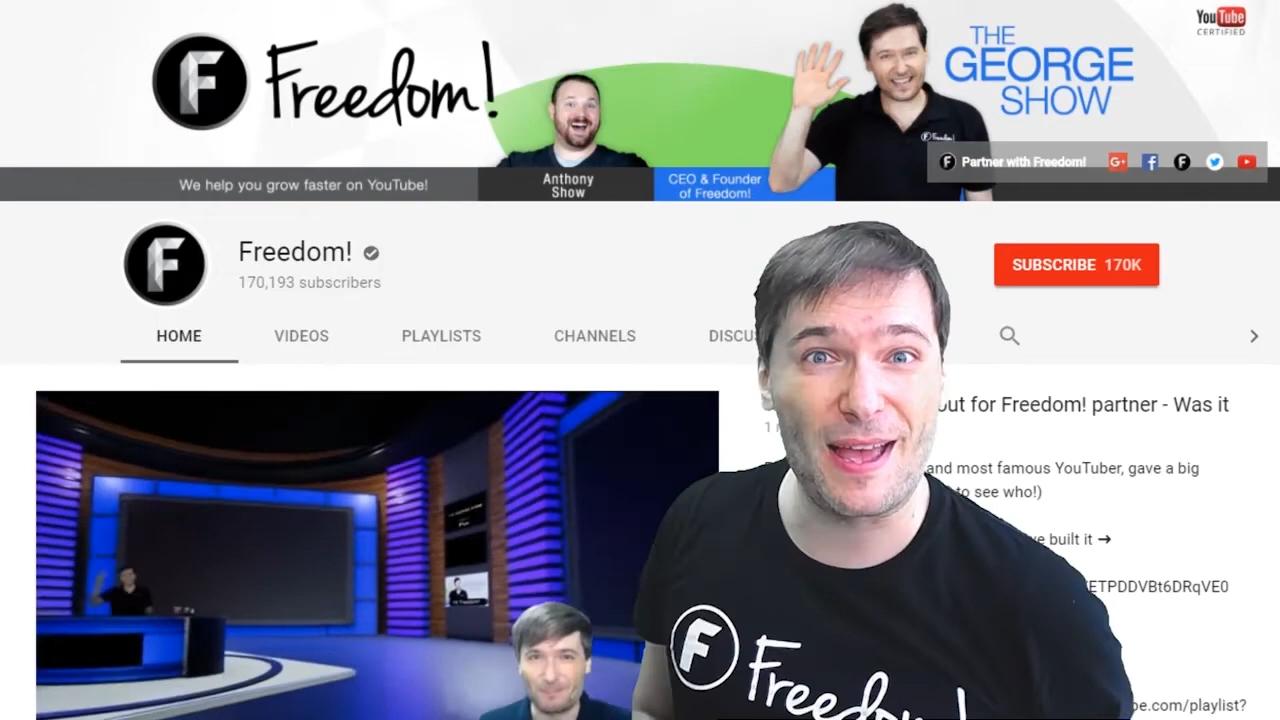 YouTube
CERTIFIED
F Freedom!
THE
GEORGE
SHOW
Freedom!
F Partner with Freedom!
We help you grow faster on YouTube!
Anthony
Show
CEO & Founder
of Freedom!
F Freedom!
170,193 subscribers
SUBSCRIBE 170K
HOME VIDEOS PLAYLISTS CHANNELS
out for Freedom! partner - Was it
and most famous YouTuber, gave a big
to see who!)
built it →
ETPDDVBt6DRqVE0
be.com/playlist?
F Freedom!